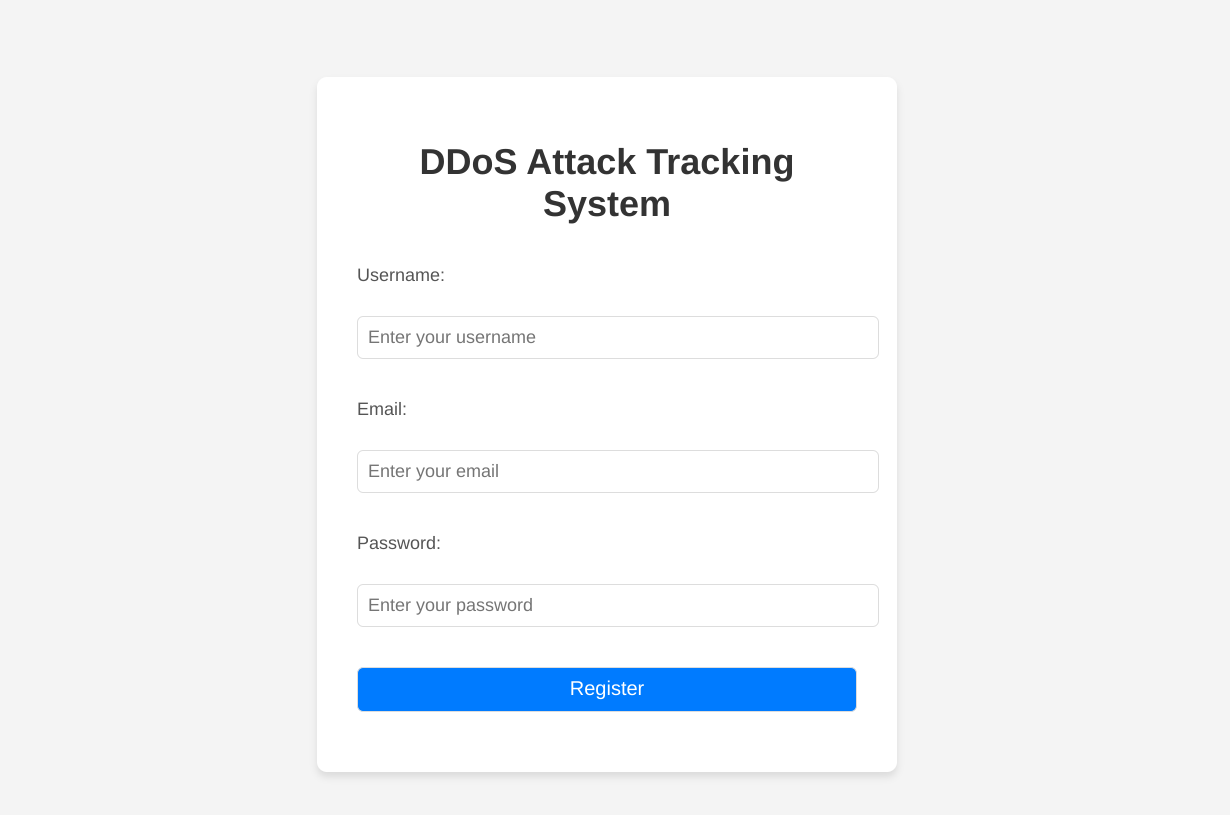 DDoS Attack Tracking
System
Username:
Enter your username
Email:
Enter your email
Password:
Enter your password
Register